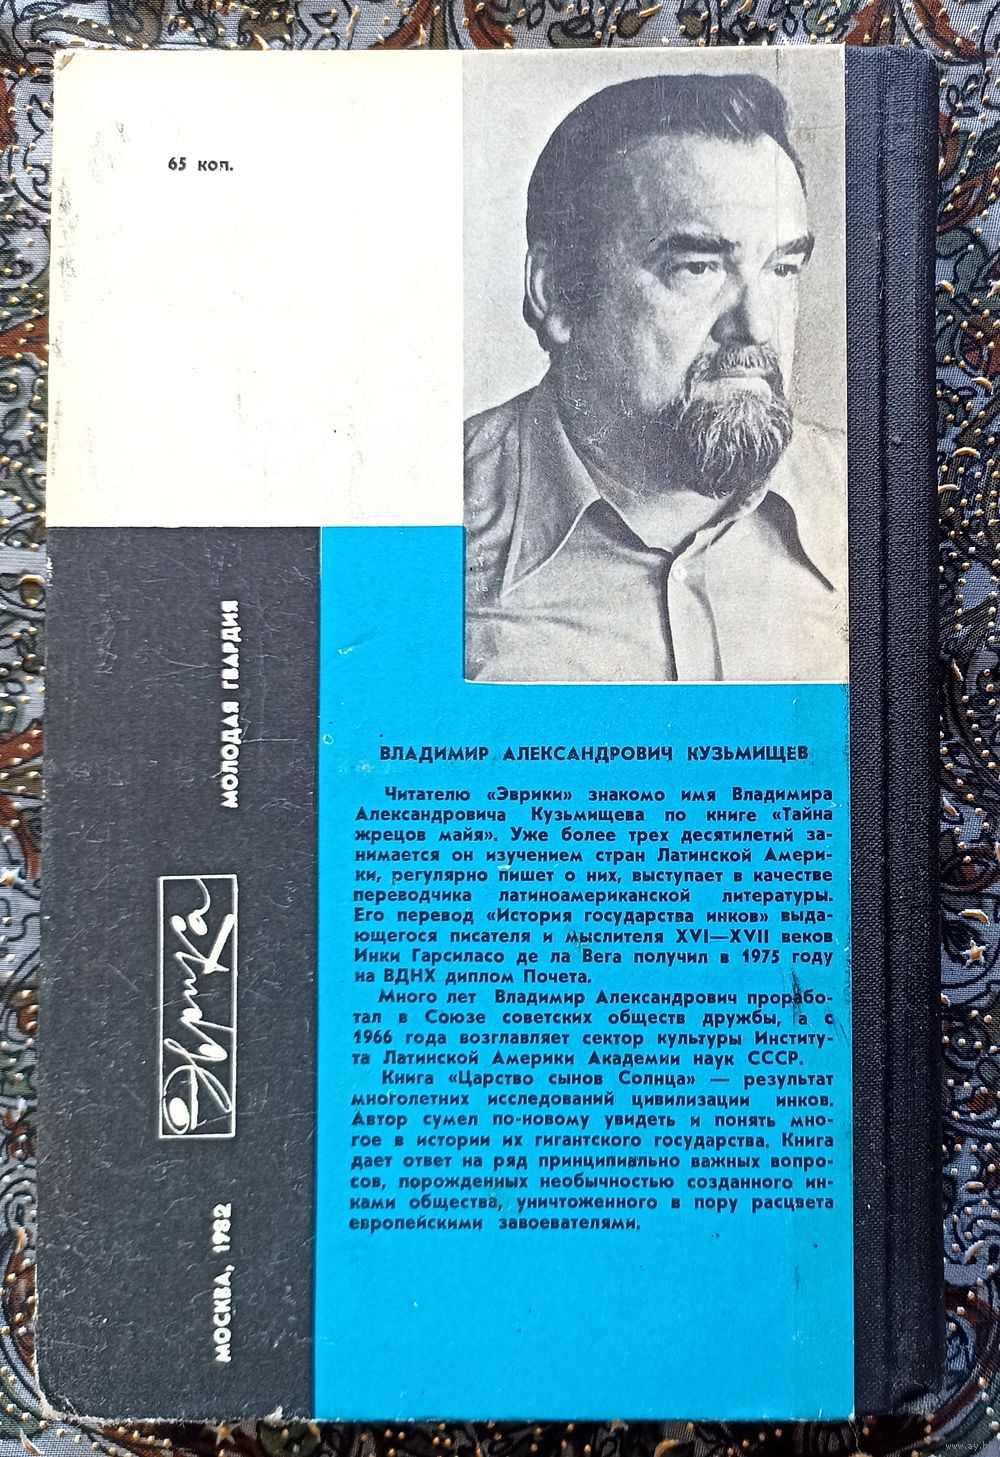 65 коп.
ВЛАДИМИР АЛЕКСАНДРОВИЧ КУЗЬМИЩЕВ
Читателю «Эврики» знакомо имя Владимира
Александровича Кузьмищева по книге «Тайна
жрецов майя». Уже более трех десятилетий за-
нимается он изучением стран Латинской Амери-
ки, регулярно пишет о них, выступает в качестве
переводчика латиноамериканской литературы.
Его перевод «История государства инков» выда-
ющегося писателя и мыслителя XVI—XVII веков
Инки Гарсиласо де ла Вега получил в 1975 году
на ВДНХ диплом Почета.
Много лет Владимир Александрович прорабо-
тал в Союзе советских обществ дружбы, а с
1966 года возглавляет сектор культуры Институ-
та Латинской Америки Академии наук СССР.
Книга «Царство сынов Солнца» — результат
многолетних исследований цивилизации инков.
Автор сумел по-новому увидеть и понять мно-
гое в истории их гигантского государства. Книга
дает ответ на ряд принципиально важных вопро-
сов, порожденных необычностью созданного ин-
ками общества, уничтоженного в пору расцвета
европейскими завоевателями.
МОСКВА, 1982
Эврика
МОЛОДАЯ ГВАРДИЯ